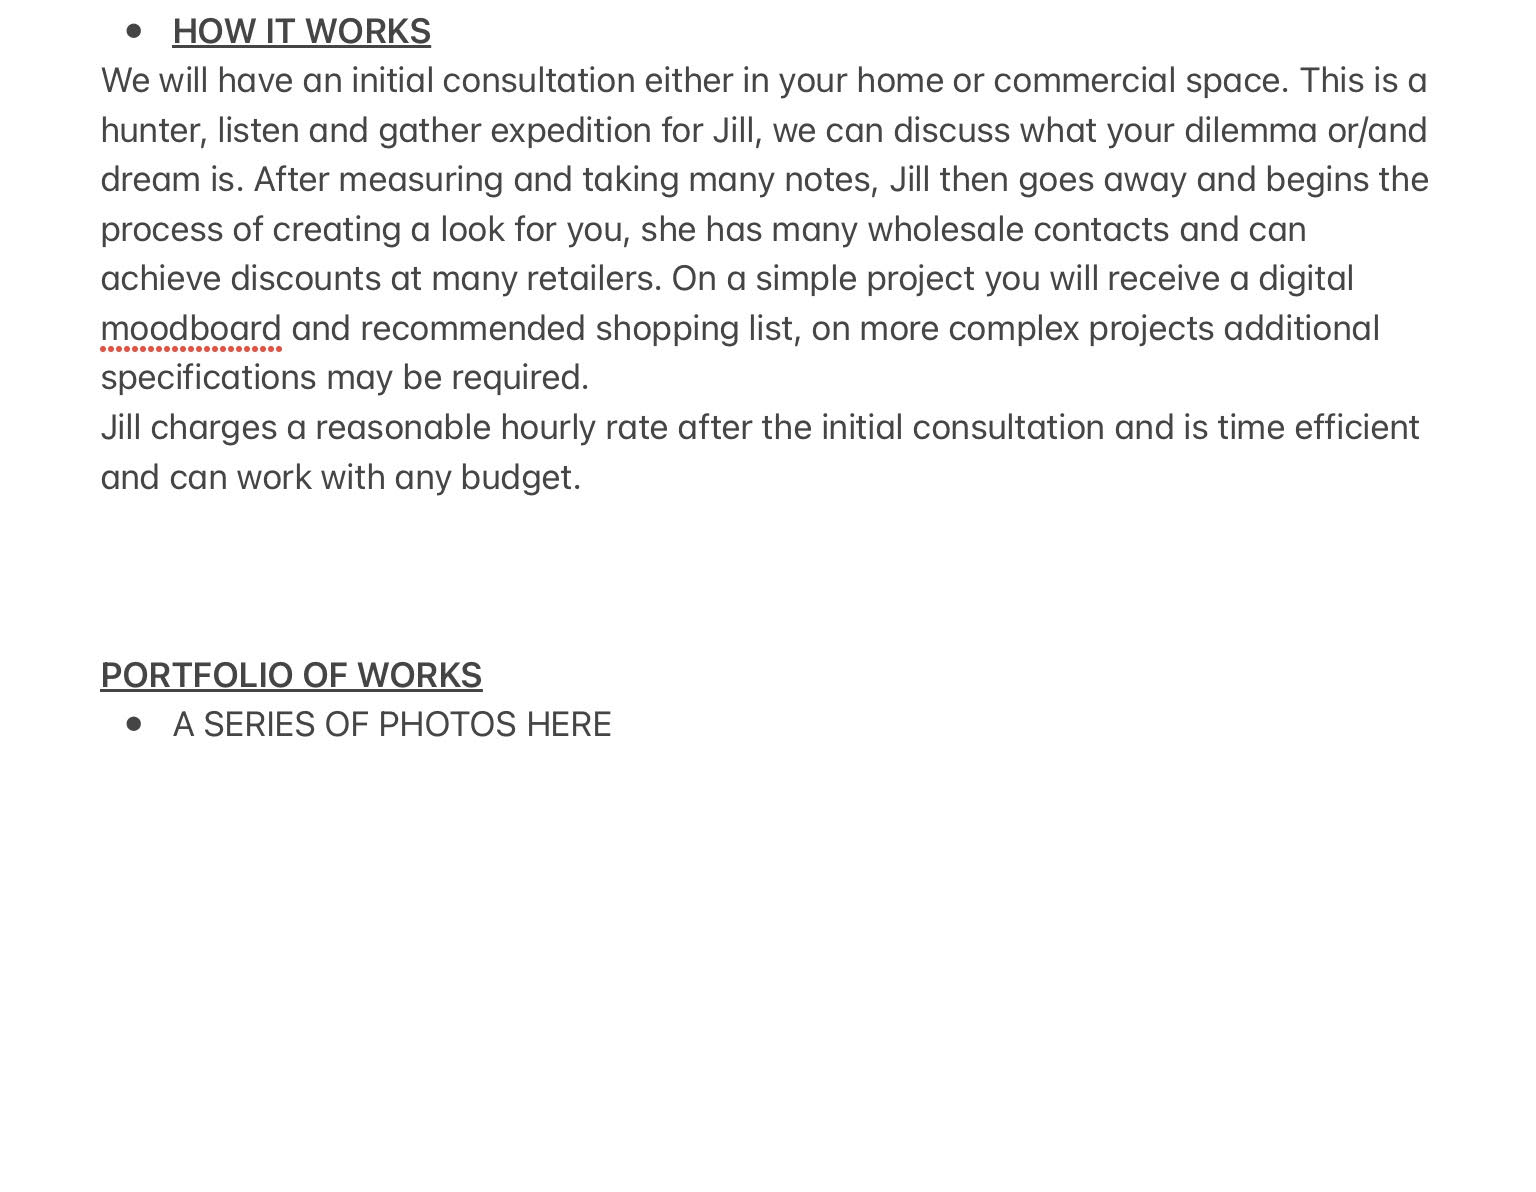 • HOW IT WORKS
We will have an initial consultation either in your home or commercial space. This is a
hunter, listen and gather expedition for Jill, we can discuss what your dilemma or/and
dream is. After measuring and taking many notes, Jill then goes away and begins the
process of creating a look for you, she has many wholesale contacts and can
achieve discounts at many retailers. On a simple project you will receive a digital
moodboard and recommended shopping list, on more complex projects additional
specifications may be required.
Jill charges a reasonable hourly rate after the initial consultation and is time efficient
and can work with any budget.
PORTFOLIO OF WORKS
• A SERIES OF PHOTOS HERE